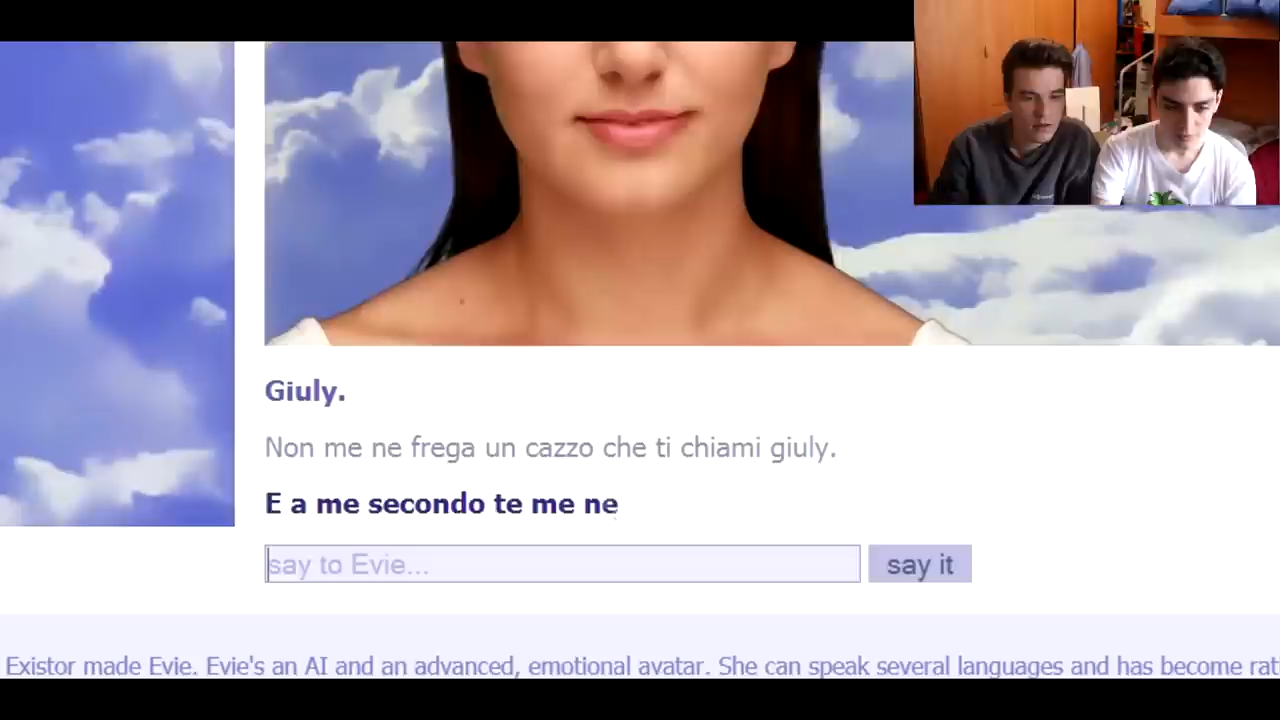 Giuly.
Non me ne frega un cazzo che ti chiami giuly.
E a me secondo te me ne
say to Evie...
say it
Existor made Evie. Evie's an AI and an advanced, emotional avatar. She can speak several languages and has become